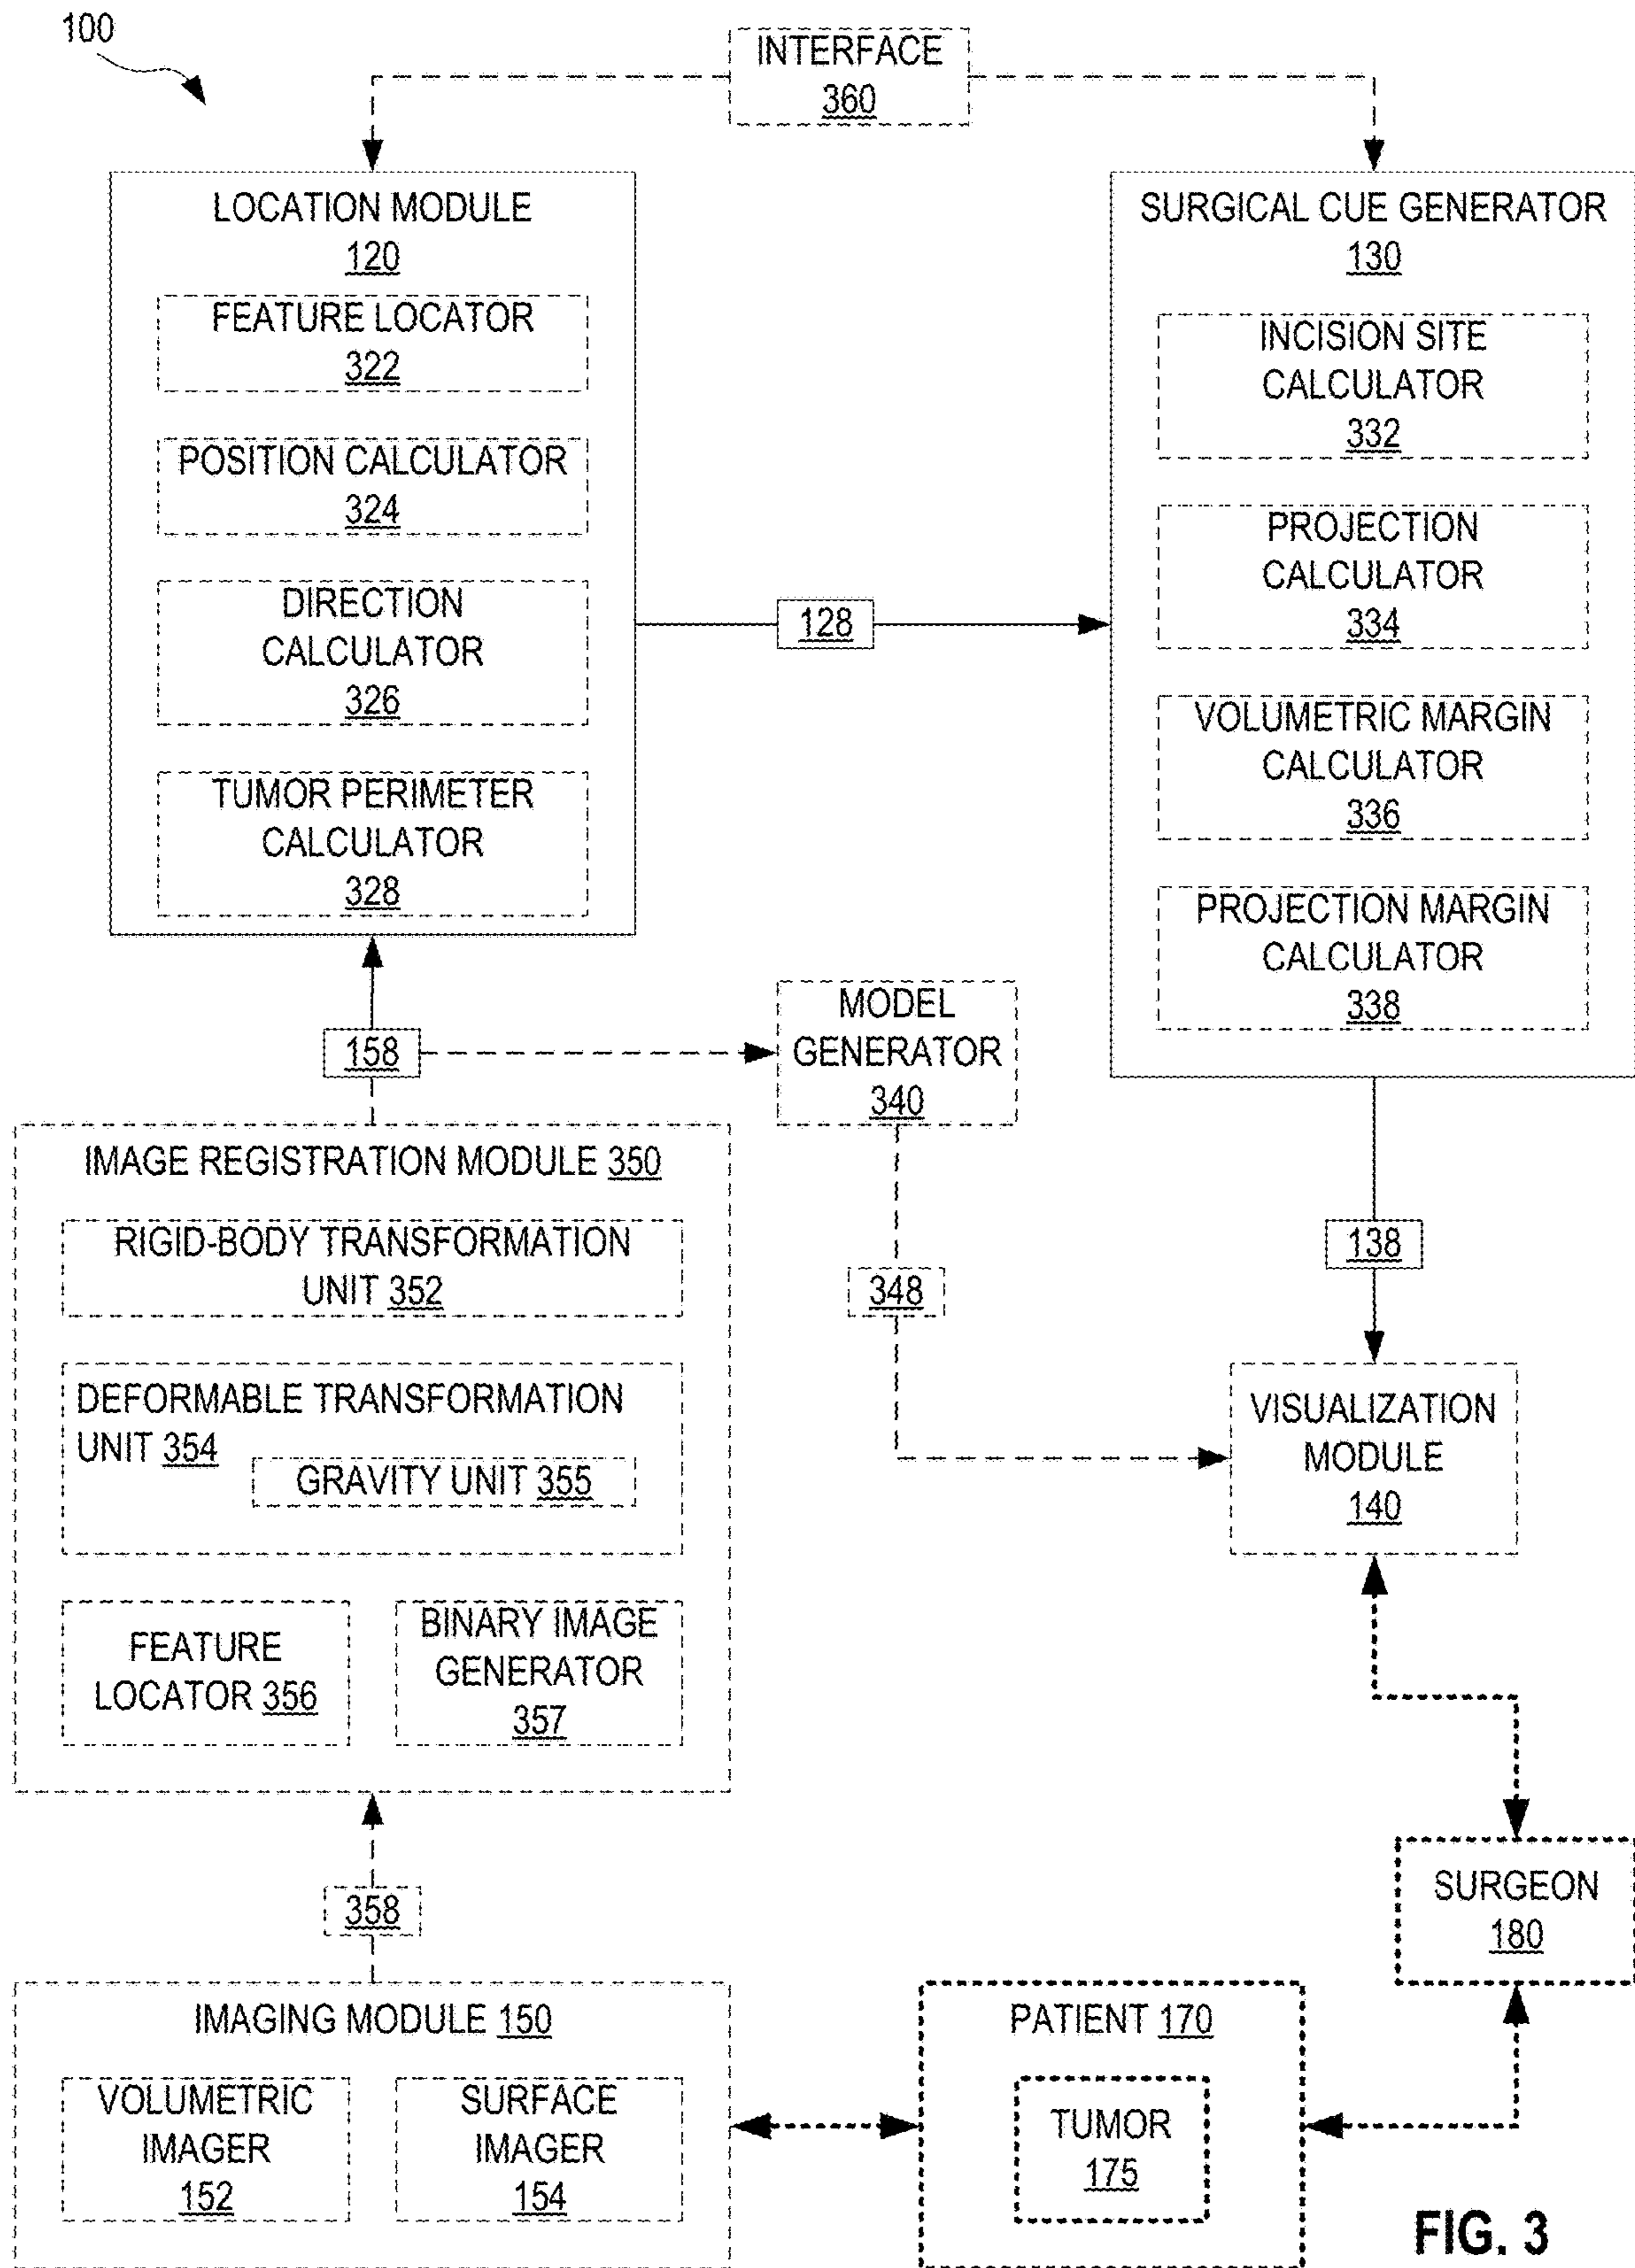 100
INTERFACE
360
LOCATION MODULE
120
FEATURE LOCATOR
322
POSITION CALCULATOR
324
DIRECTION
CALCULATOR
326
TUMOR PERIMETER
CALCULATOR
328
128
SURGICAL CUE GENERATOR
130
INCISION SITE
CALCULATOR
332
PROJECTION
CALCULATOR
334
VOLUMETRIC MARGIN
CALCULATOR
336
PROJECTION MARGIN
CALCULATOR
338
158
MODEL
GENERATOR
340
IMAGE REGISTRATION MODULE 350
RIGID-BODY TRANSFORMATION
UNIT 352
DEFORMABLE TRANSFORMATION
UNIT 354
GRAVITY UNIT 355
FEATURE
LOCATOR 356
BINARY IMAGE
GENERATOR
357
348
138
VISUALIZATION
MODULE
140
358
SURGEON
180
IMAGING MODULE 150
VOLUMETRIC
IMAGER
152
SURFACE
IMAGER
154
PATIENT 170
TUMOR
175
FIG. 3